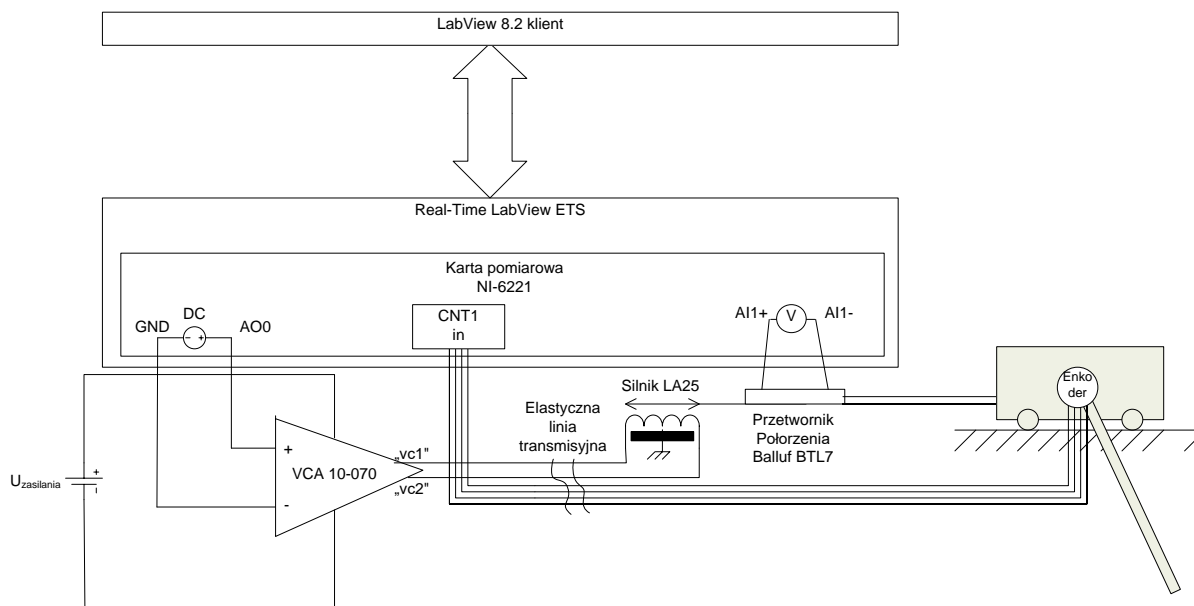 LabView 8.2 klient
Real-Time LabView ETS
Karta pomiarowa
NI-6221
GND
DC
AO0
CNT1
in
AI1+
V
AI1-
Silnik LA25
Enko
der
Elastyczna
linia
transmisyjna
Przetwornik
Połorzenia
Balluf BTL7
VCA 10-070
+
-
„vc1"
„vc2"
Uzasilania
+
–